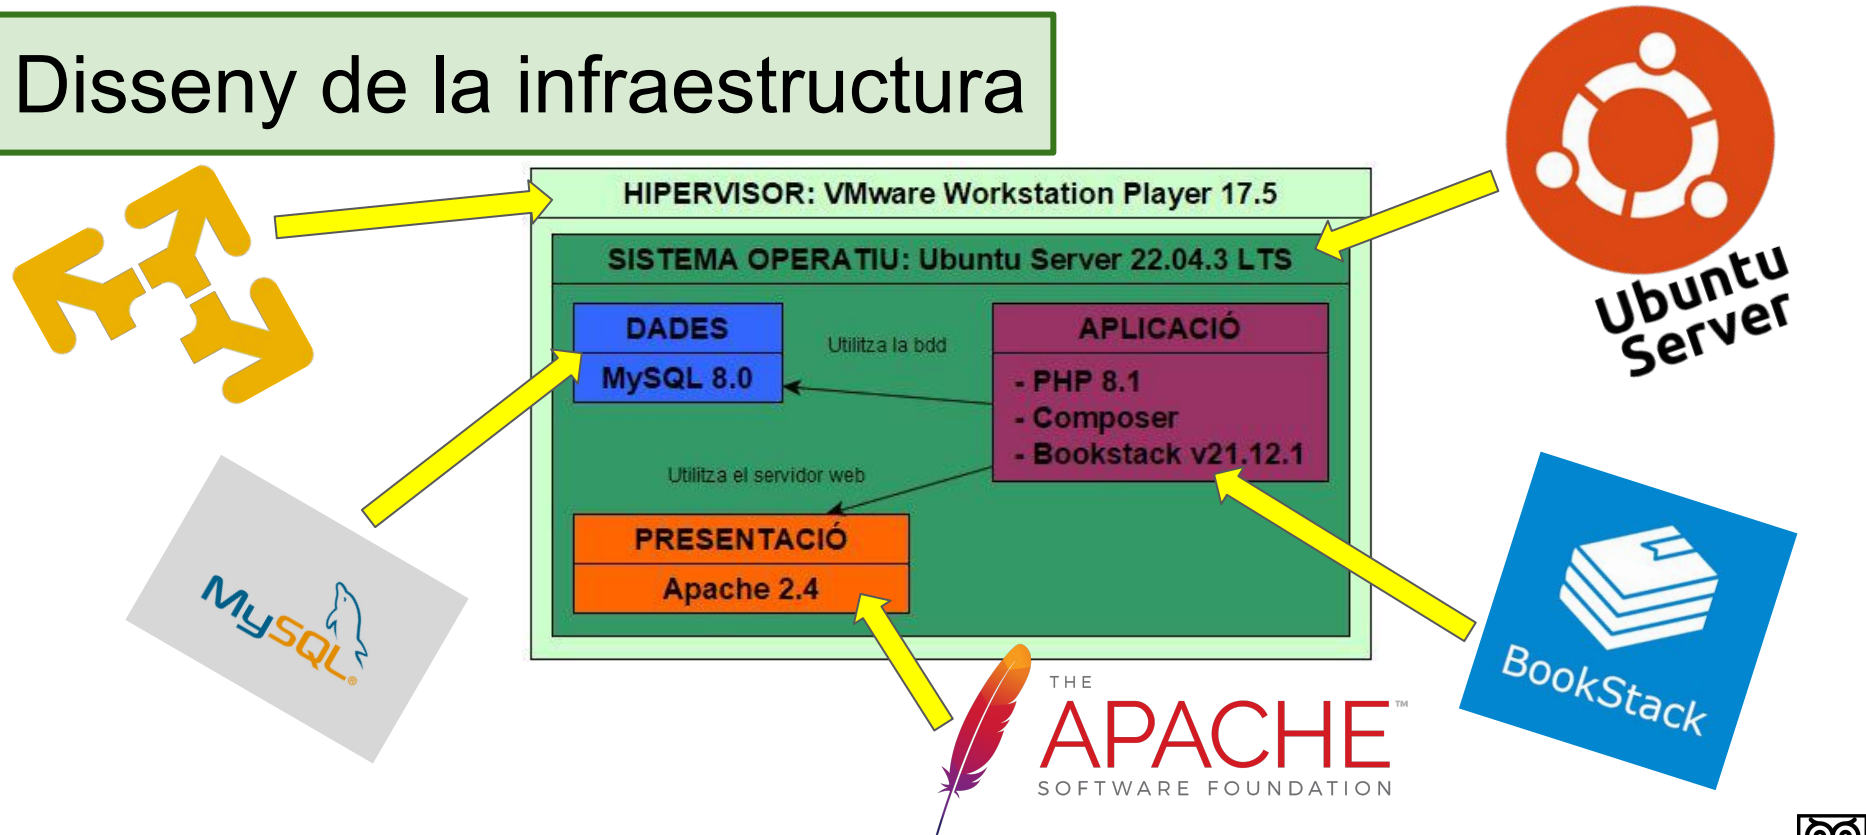 Disseny de la infraestructura
HIPERVISOR: VMware Workstation Player 17.5
SISTEMA OPERATIU: Ubuntu Server 22.04.3 LTS
DADES
MySQL 8.0
Utilitza la bdd
APLICACIÓ
- PHP 8.1
- Composer
- Bookstack v21.12.1
Utilitza el servidor web
PRESENTACIÓ
Apache 2.4
Ubuntu
Server
MySQL®
BookStack
THE
APACHE™
SOFTWARE FOUNDATION